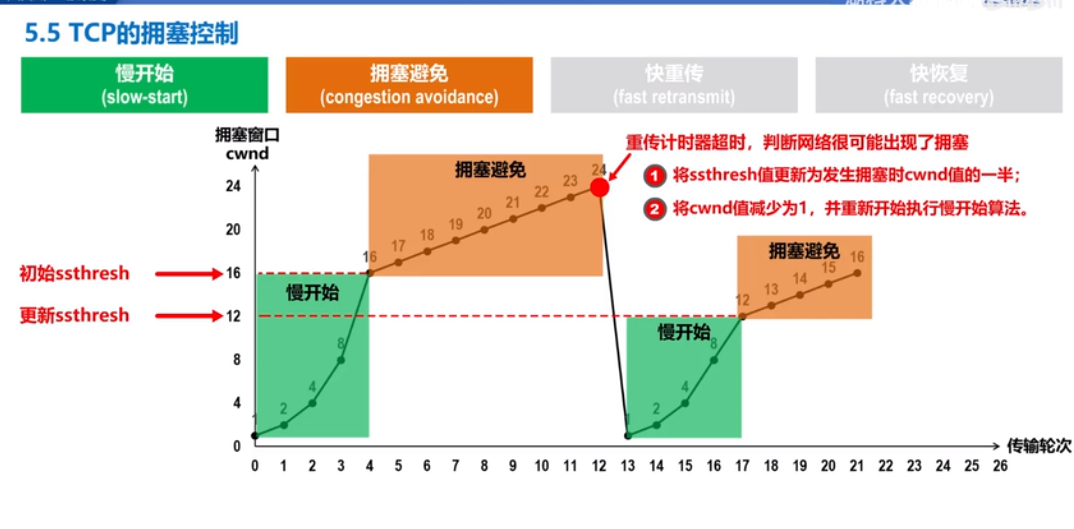 5.5 TCP的拥塞控制
慢开始
(slow-start)
拥塞避免
(congestion avoidance)
快重传
(fast retransmit)
快恢复
(fast recovery)
拥塞窗口
cwnd
重传计时器超时，判断网络很可能出现了拥塞
1 将ssthresh值更新为发生拥塞时cwnd值的一半；
2 将cwnd值减少为1，并重新开始执行慢开始算法。
拥塞避免
24
24
23
22
21
20
19
18
17
16
20
拥塞避免
16
15
14
13
12
初始ssthresh
16
慢开始
更新ssthresh
12
慢开始
8
8
8
4
4
4
2
2
1
1
0
0 1 2 3 4 5 6 7 8 9 10 11 12 13 14 15 16 17 18 19 20 21 22 23 24 25 26
传输轮次